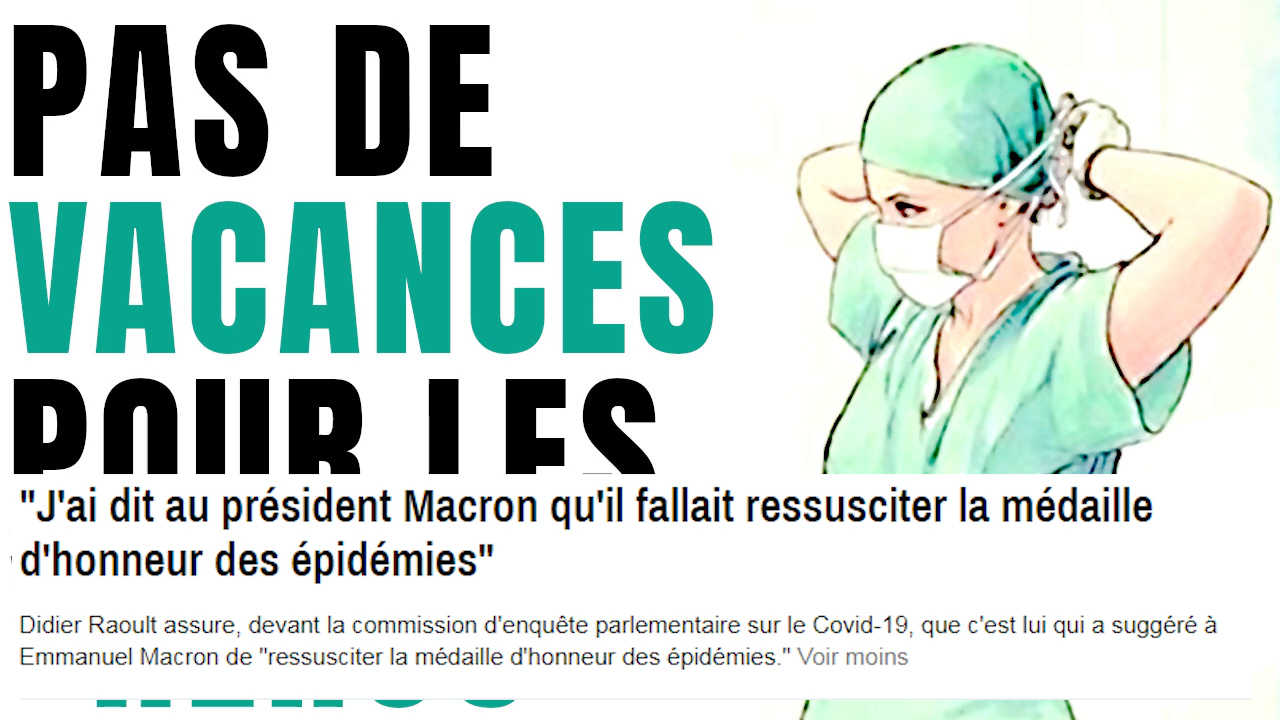 PAS DE
VACANCES
POUR LES
"J'ai dit au président Macron qu'il fallait ressusciter la médaille
d'honneur des épidémies"
Didier Raoult assure, devant la commission d'enquête parlementaire sur le Covid-19, que c'est lui qui a suggéré à
Emmanuel Macron de "ressusciter la médaille d'honneur des épidémies." Voir moins